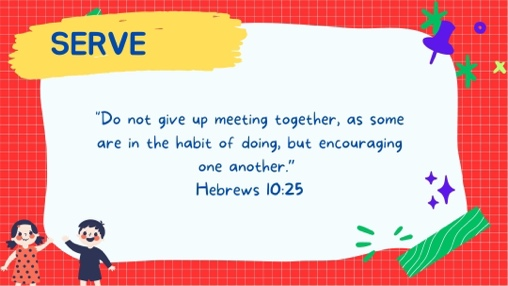 SERVE
"Do not give up meeting together, as some
are in the habit of doing, but encouraging
one another."
Hebrews 10:25